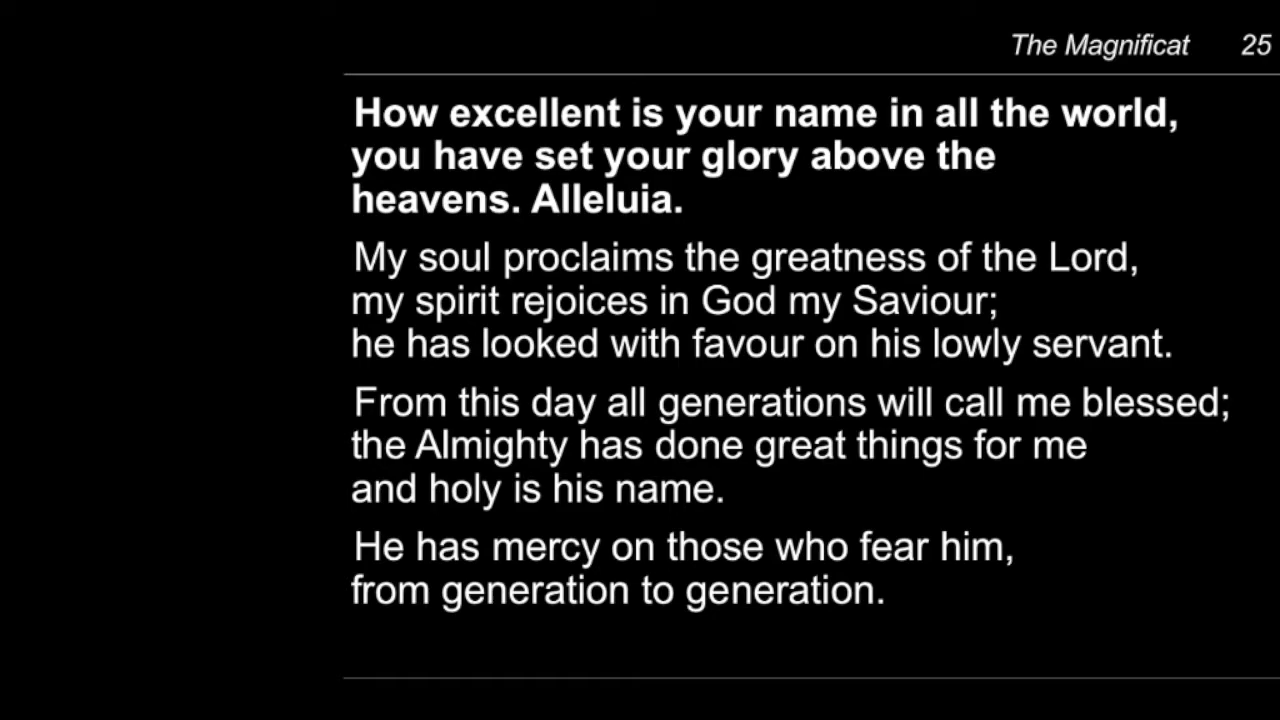 The Magnificat 25
How excellent is your name in all the world,
you have set your glory above the
heavens. Alleluia.
My soul proclaims the greatness of the Lord,
my spirit rejoices in God my Saviour;
he has looked with favour on his lowly servant.
From this day all generations will call me blessed;
the Almighty has done great things for me
and holy is his name.
He has mercy on those who fear him,
from generation to generation.